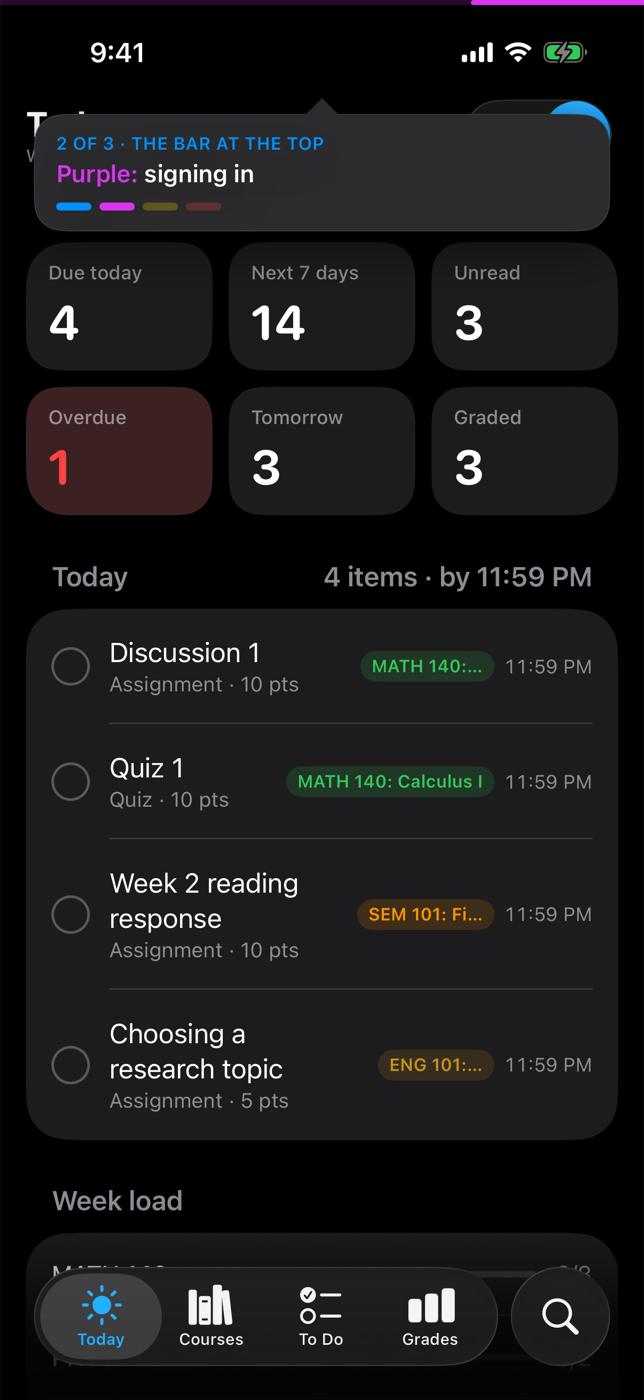 9:41
2 OF 3 · THE BAR AT THE TOP
Purple: signing in
Due today
4
Next 7 days
14
Unread
3
Overdue
1
Tomorrow
3
Graded
3
Today
4 items · by 11:59 PM
Discussion 1
Assignment · 10 pts
MATH 140:...
11:59 PM
Quiz 1
Quiz · 10 pts
MATH 140: Calculus I
11:59 PM
Week 2 reading
response
Assignment · 10 pts
SEM 101: Fi...
11:59 PM
Choosing a
research topic
Assignment · 5 pts
ENG 101:...
11:59 PM
Week load
Today
Courses
To Do
Grades